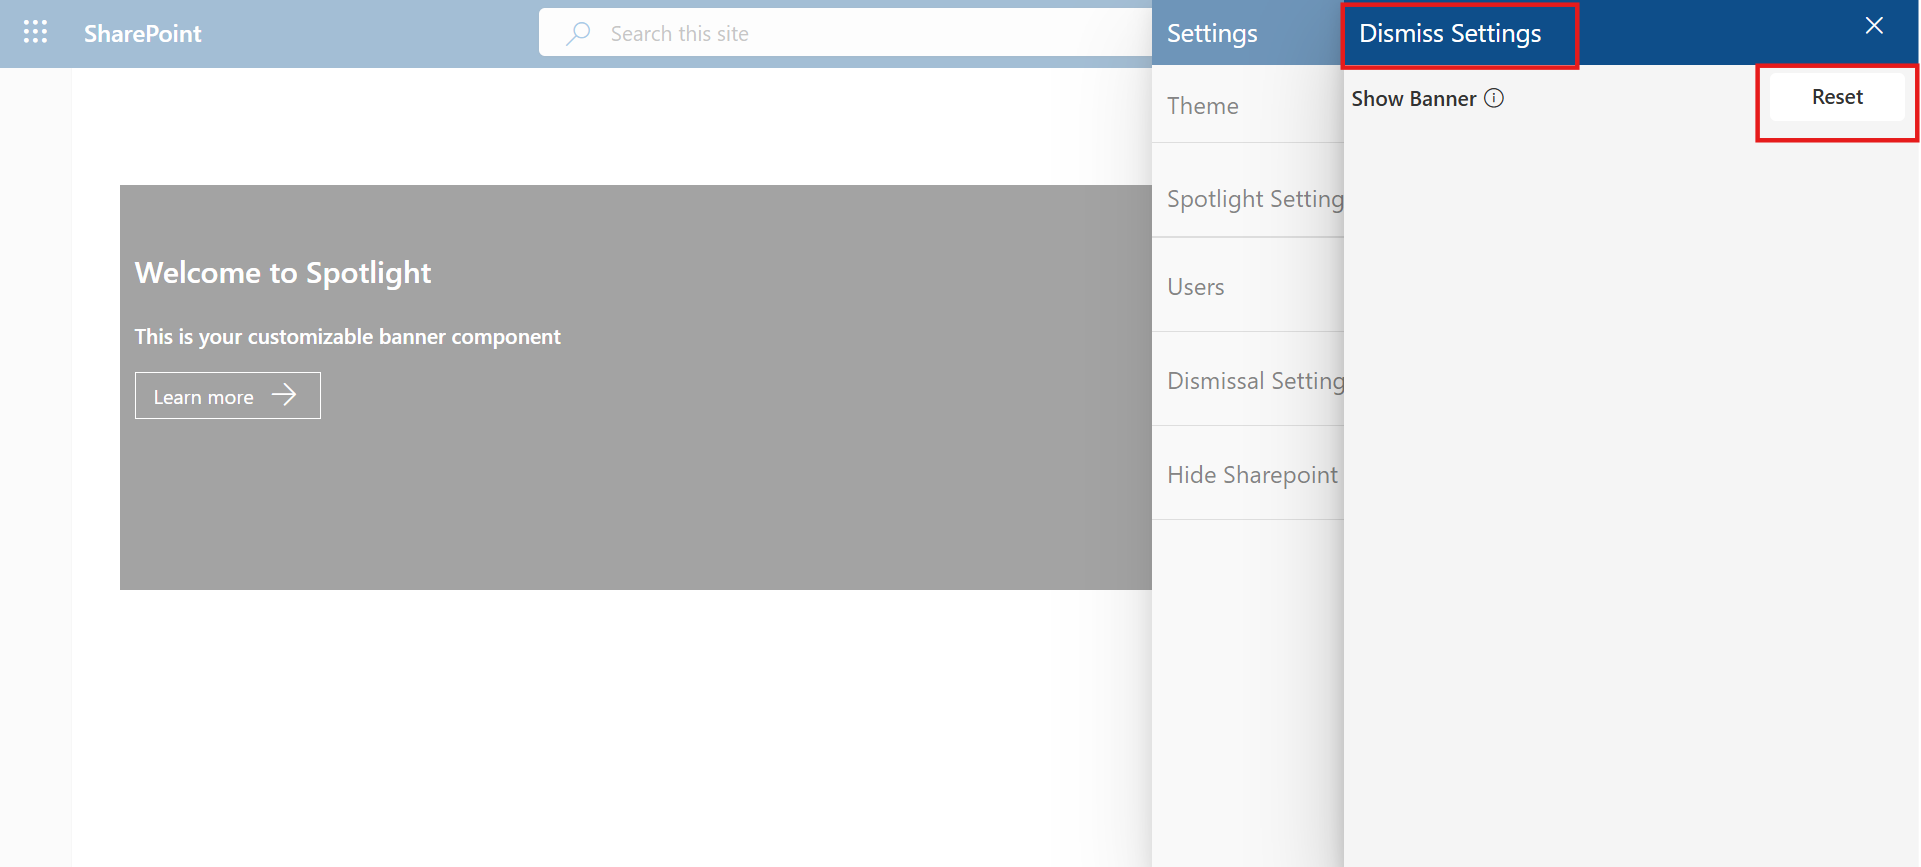 SharePoint
Search this site
Welcome to Spotlight
This is your customizable banner component
Learn more
Settings
Theme
Spotlight Setting
Users
Dismissal Setting
Hide Sharepoint
Dismiss Settings
Show Banner
Reset